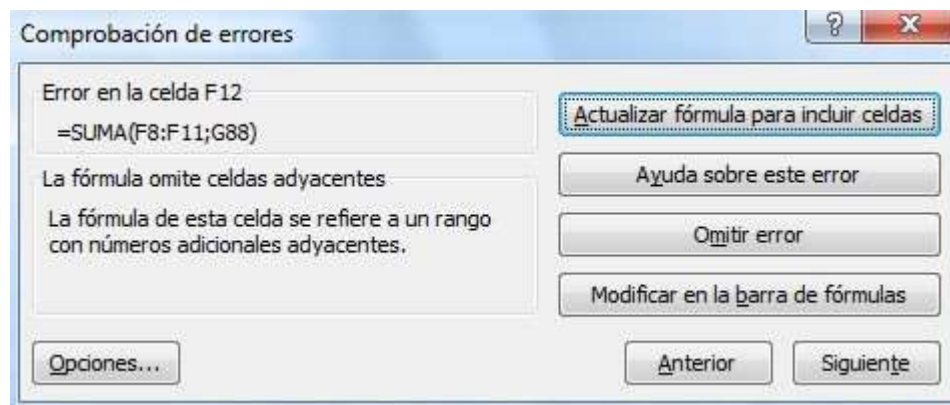 Comprobación de errores
Error en la celda F12
=SUMA(F8:F11;G88)
La fórmula omite celdas adyacentes
La fórmula de esta celda se refiere a un rango
con números adicionales adyacentes.
Actualizar fórmula para incluir celdas
Ayuda sobre este error
Omitir error
Modificar en la barra de fórmulas
Opciones...
Anterior
Siguiente